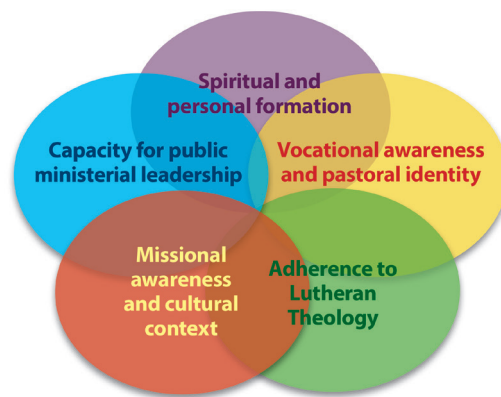 Spiritual and
personal formation
Capacity for public
ministerial leadership
Vocational awareness
and pastoral identity
Missional
awareness
and cultural
context
Adherence to
Lutheran
Theology